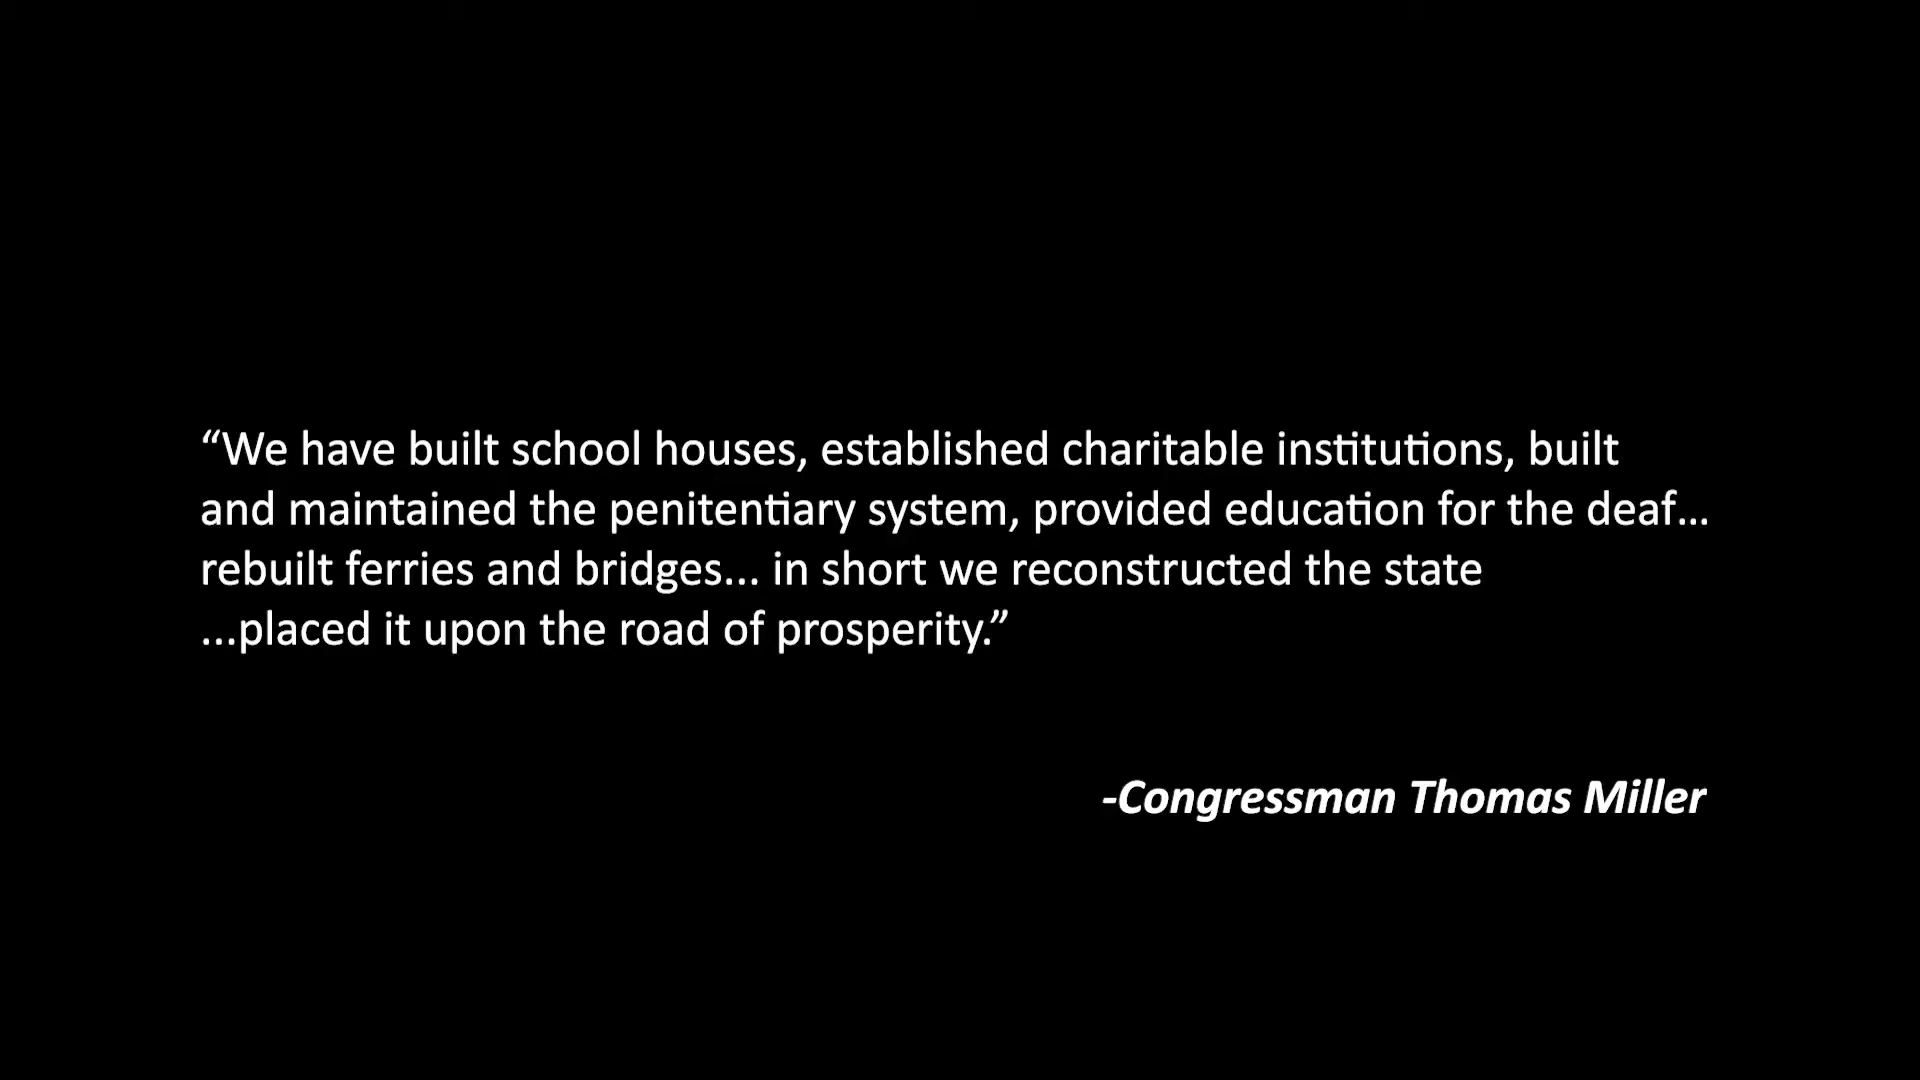 “We have built school houses, established charitable institutions, built
and maintained the penitentiary system, provided education for the deaf...
rebuilt ferries and bridges... in short we reconstructed the state
...placed it upon the road of prosperity.”
-Congressman Thomas Miller